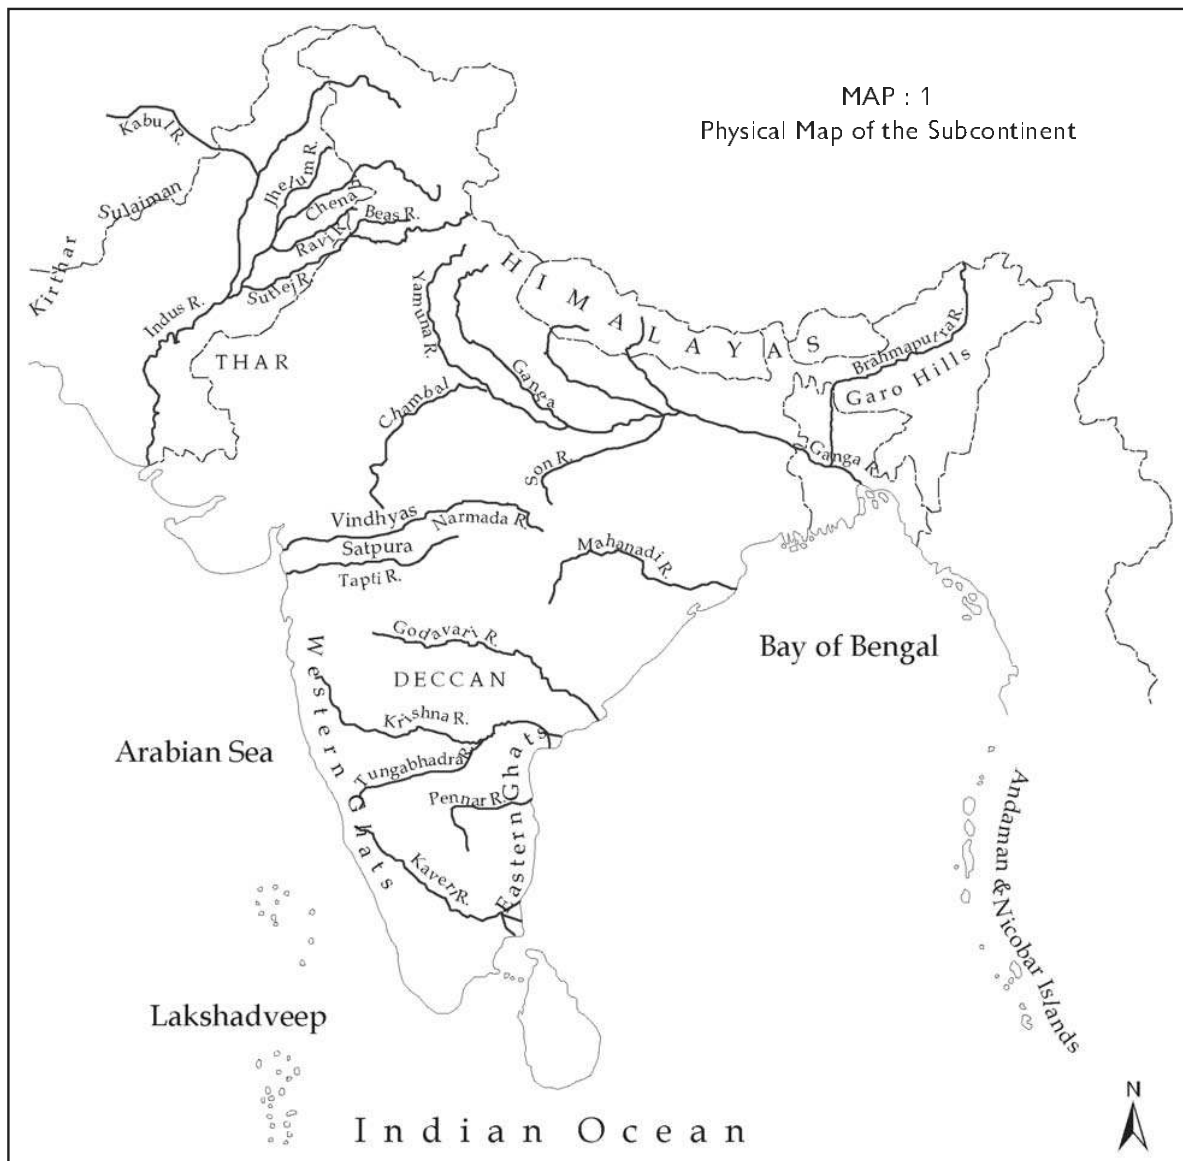 MAP : 1
Physical Map of the Subcontinent
Kabul R.
Jhelum R.
Sulaiman
Chenab
Beas R.
Ravi R.
Kirthar
Sutlej R.
Indus R.
HIMALAYAS
Yamuna R.
THAR
Brahmaputra R.
Garo Hills
Ganga
Chambal
Son R.
Ganga R.
Vindhyas
Narmada R.
Satpura
Mahanadi R.
Tapti R.
Godavari R.
Bay of Bengal
Western Ghats
DECCAN
Krishna R.
Arabian Sea
Tungabhadra R.
Eastern Ghats
Pennar R.
Andaman & Nicobar Islands
Kaveri R.
Lakshadveep
N
Indian Ocean